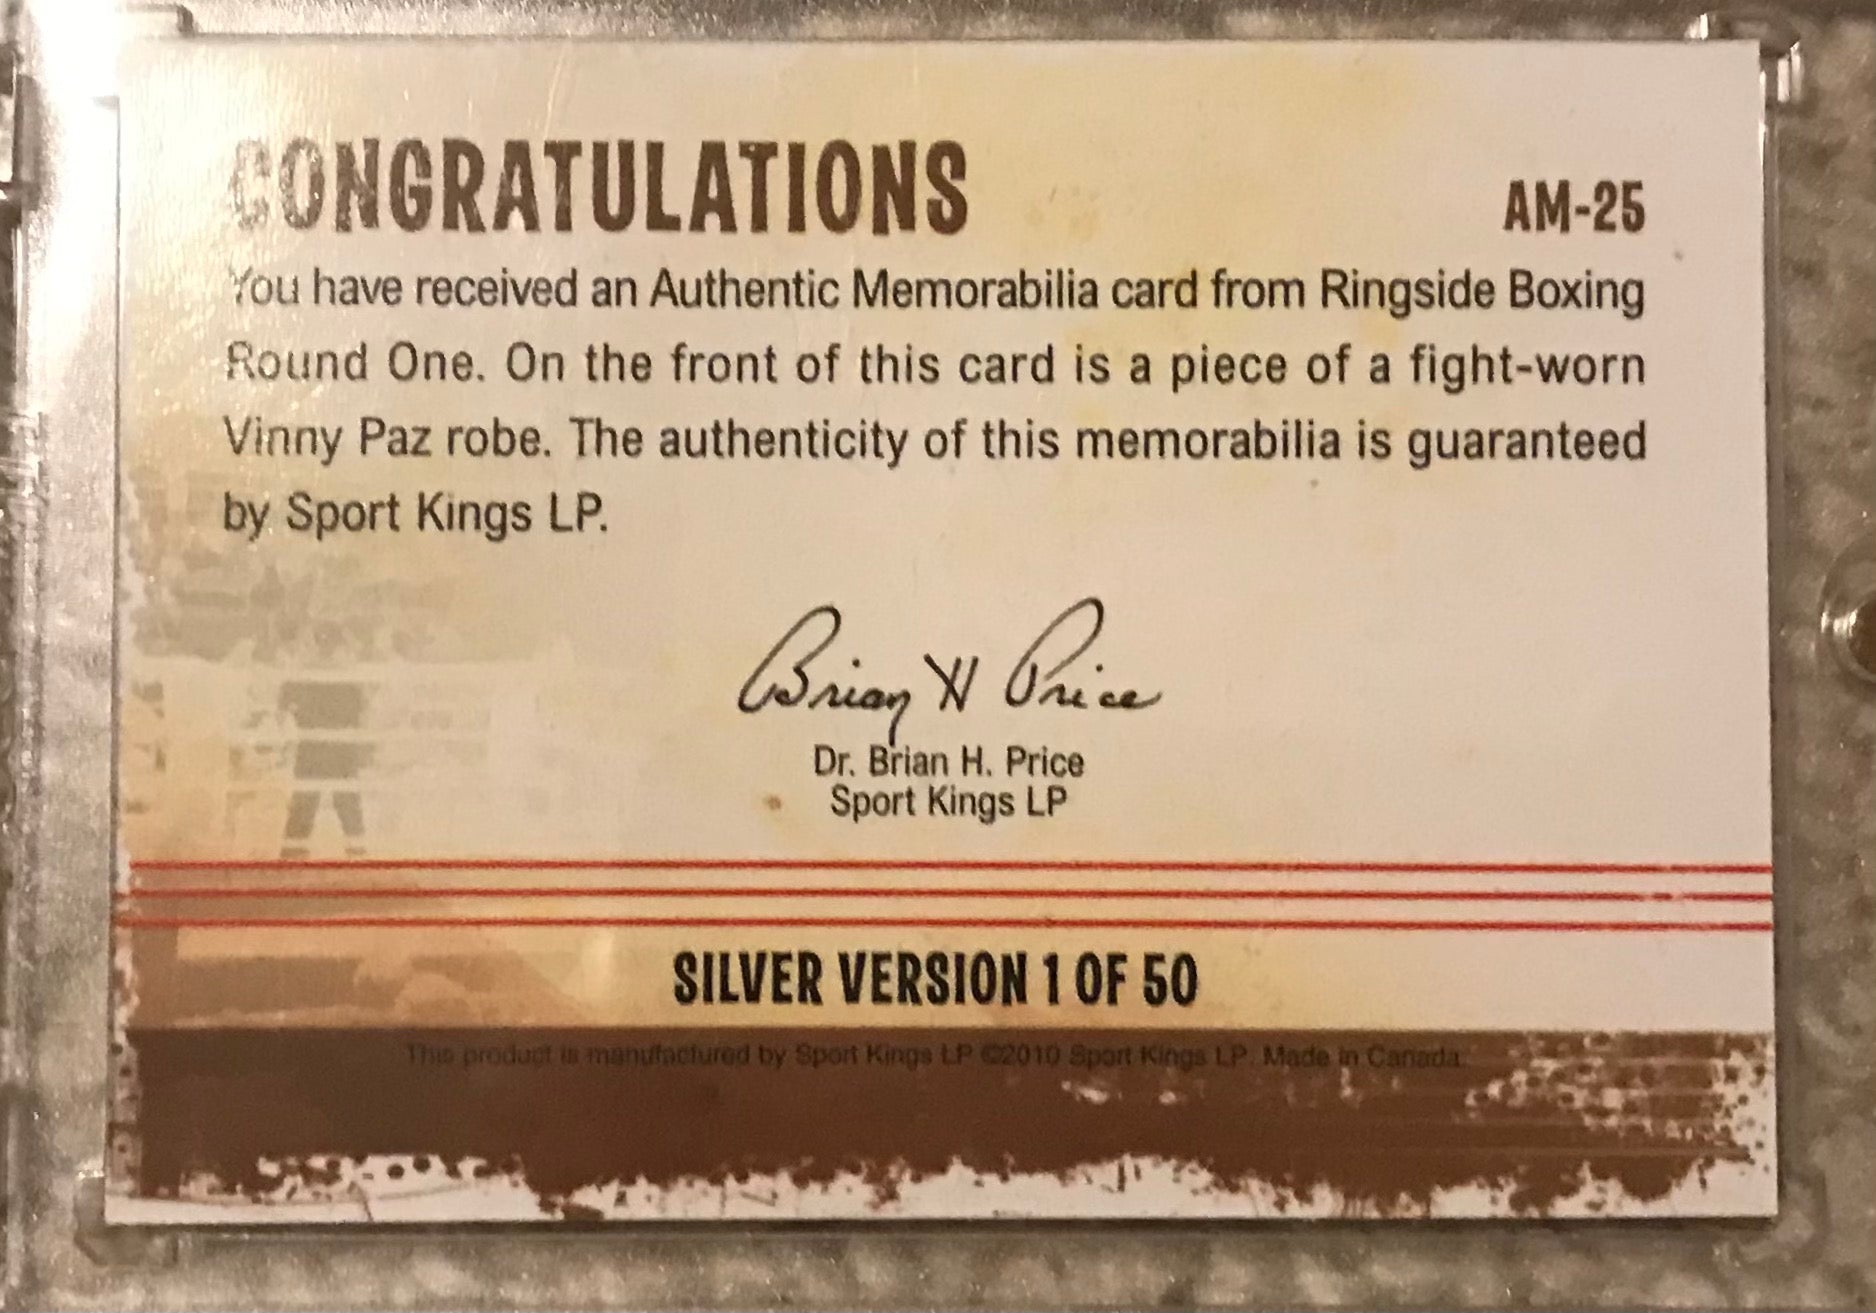 CONGRATULATIONS
AM-25
You have received an Authentic Memorabilia card from Ringside Boxing
Round One. On the front of this card is a piece of a fight-worn
Vinny Paz robe. The authenticity of this memorabilia is guaranteed
by Sport Kings LP.
Brian H Price
Dr. Brian H. Price
Sport Kings LP
SILVER VERSION 1 OF 50
This product is manufactured by Sport Kings LP ©2010 Sport Kings LP. Made in Canada.